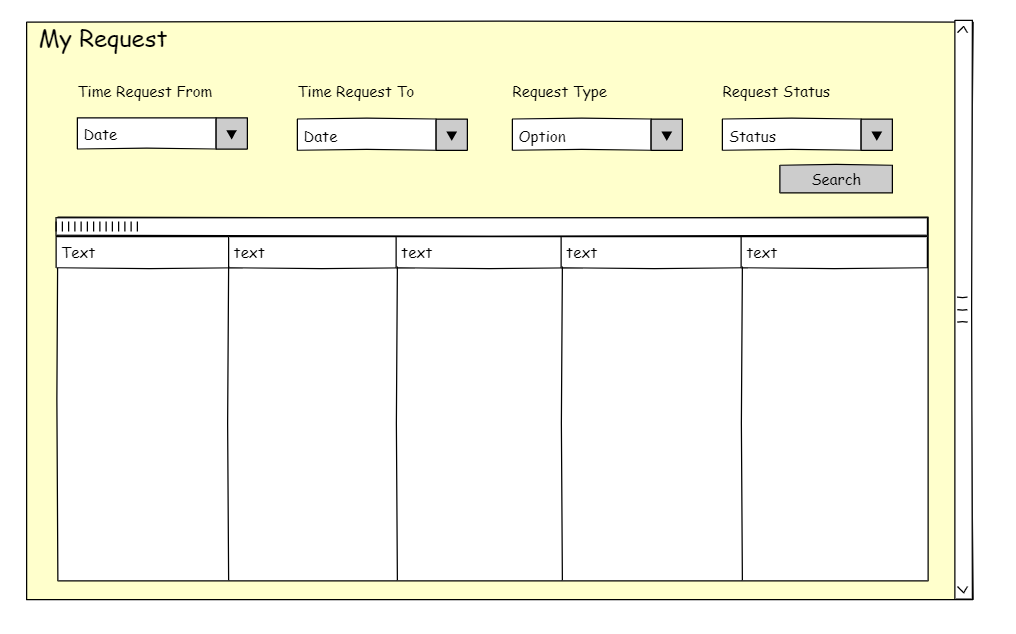 My Request
Time Request From Time Request To Request Type Request Status
Date Date Option Status
Search
Text text text text text